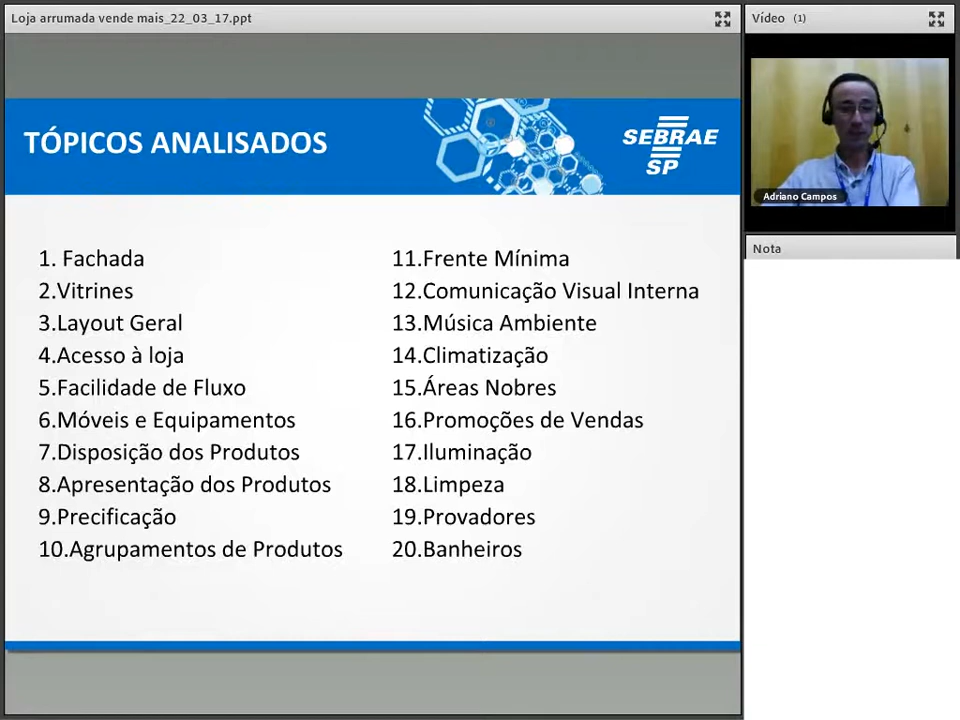 Loja arrumada vende mais_22_03_17.ppt
Vídeo (1)
TÓPICOS ANALISADOS
SEBRAE
SP
Adriano Campos
Nota
1. Fachada
2.Vitrines
3.Layout Geral
4.Acesso à loja
5.Facilidade de Fluxo
6.Móveis e Equipamentos
7.Disposição dos Produtos
8.Apresentação dos Produtos
9.Precificação
10.Agrupamentos de Produtos
11.Frente Mínima
12.Comunicação Visual Interna
13.Música Ambiente
14.Climatização
15.Áreas Nobres
16.Promoções de Vendas
17.Iluminação
18.Limpeza
19.Provadores
20.Banheiros